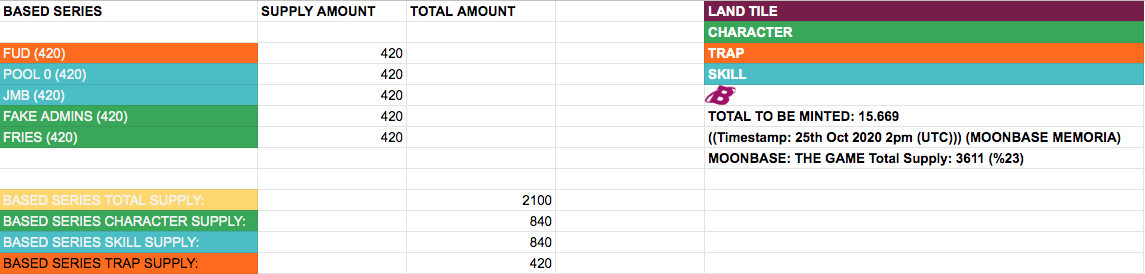 BASED SERIES SUPPLY AMOUNT TOTAL AMOUNT LAND TILE
CHARACTER
FUD (420) 420 TRAP
POOL 0 (420) 420 SKILL
JMB (420) 420 B
FAKE ADMINS (420) 420 TOTAL TO BE MINTED: 15.669
FRIES (420) 420 ((Timestamp: 25th Oct 2020 2pm (UTC))) (MOONBASE MEMORIA)
MOONBASE: THE GAME Total Supply: 3611 (%23)
BASED SERIES TOTAL SUPPLY: 2100
BASED SERIES CHARACTER SUPPLY: 840
BASED SERIES SKILL SUPPLY: 840
BASED SERIES TRAP SUPPLY: 420